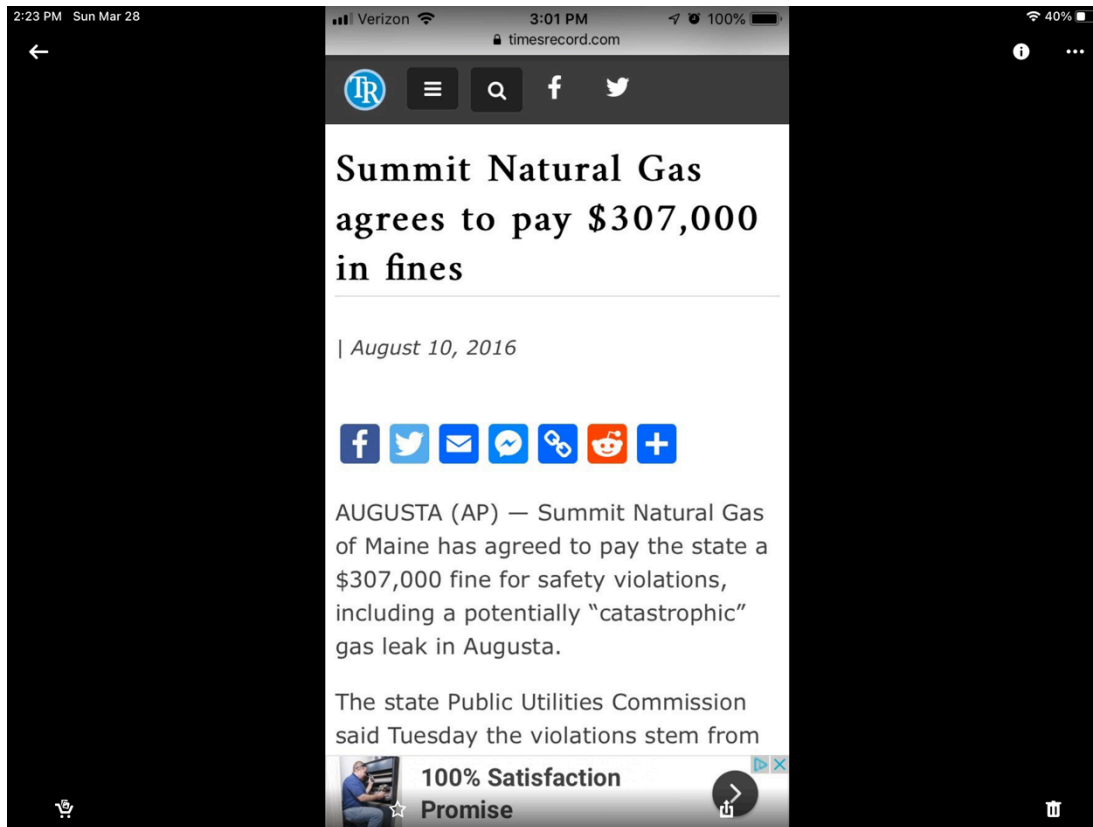 2:23 PM Sun Mar 28
40%
Verizon 3:01 PM 100%
timesrecord.com
TR
Summit Natural Gas
agrees to pay $307,000
in fines
| August 10, 2016
AUGUSTA (AP) — Summit Natural Gas
of Maine has agreed to pay the state a
$307,000 fine for safety violations,
including a potentially “catastrophic”
gas leak in Augusta.
The state Public Utilities Commission
said Tuesday the violations stem from
100% Satisfaction
Promise